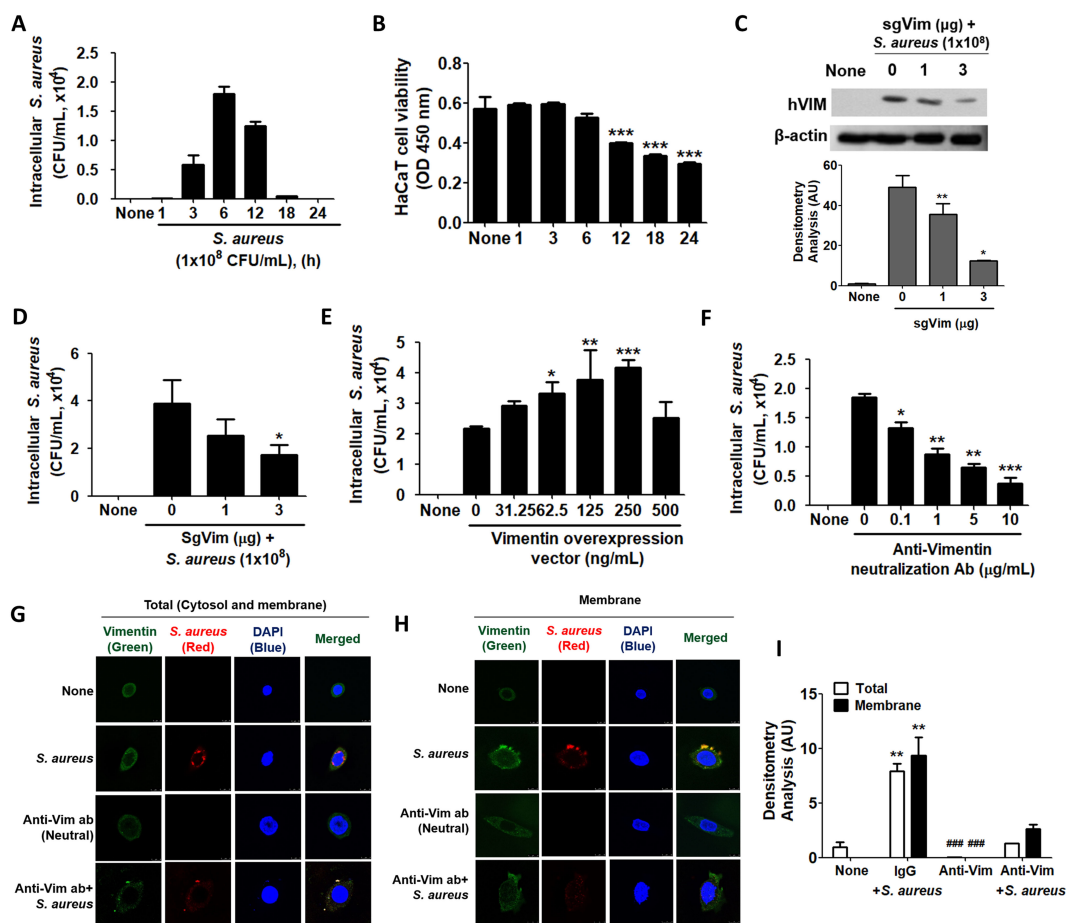 A
Intracellular S. aureus
(CFU/mL, x10⁴)
2.5
2.0
1.5
1.0
0.5
0.0
None 1 3 6 12 18 24
S. aureus
(1x10⁸ CFU/mL), (h)
B
HaCaT cell viability
(OD 450 nm)
0.8
0.6
0.4
0.2
0.0
*** *** ***
None 1 3 6 12 18 24
C
sgVim (µg) +
S. aureus (1x10⁸)
None 0 1 3
hVIM
β-actin
Densitometry
Analysis (AU)
60
40
20
0
** *
None 0 1 3
sgVim (µg)
D
Intracellular S. aureus
(CFU/mL, x10⁴)
6
4
2
0
*
None 0 1 3
SgVim (µg) +
S. aureus (1x10⁸)
E
Intracellular S. aureus
(CFU/mL, x10⁴)
5
4
3
2
1
0
* ** ***
None 0 31.25 62.5 125 250 500
Vimentin overexpression
vector (ng/mL)
F
Intracellular S. aureus
(CFU/mL, x10⁴)
2.5
2.0
1.5
1.0
0.5
0.0
* ** ** ***
None 0 0.1 1 5 10
Anti-Vimentin
neutralization Ab (µg/mL)
G
Total (Cytosol and membrane)
Vimentin (Green) S. aureus (Red) DAPI (Blue) Merged
None
S. aureus
Anti-Vim ab
(Neutral)
Anti-Vim ab+
S. aureus
H
Membrane
Vimentin (Green) S. aureus (Red) DAPI (Blue) Merged
None
S. aureus
Anti-Vim ab
(Neutral)
Anti-Vim ab+
S. aureus
I
Total
Membrane
Densitometry
Analysis (AU)
15
10
5
0
** ** ### ###
None IgG +S. aureus Anti-Vim Anti-Vim +S. aureus